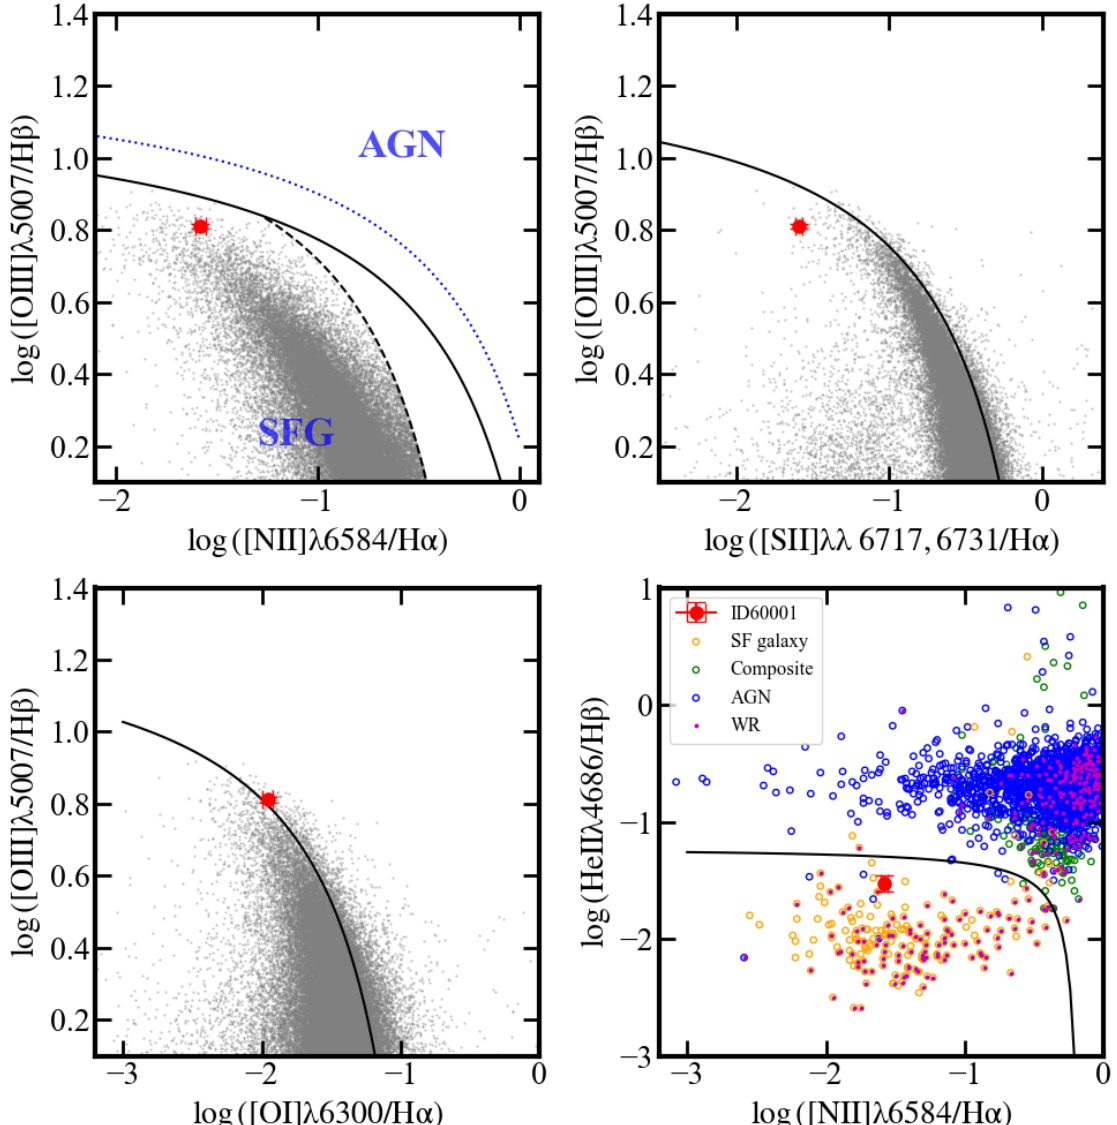 1.4
1.2
1.0
0.8
0.6
0.4
0.2
log ([OIII]λ5007/Hβ)
AGN
SFG
−2
−1
0
log ([NII]λ6584/Hα)
1.4
1.2
1.0
0.8
0.6
0.4
0.2
log ([OIII]λ5007/Hβ)
−2
−1
0
log ([SII]λλ 6717, 6731/Hα)
1.4
1.2
1.0
0.8
0.6
0.4
0.2
log ([OIII]λ5007/Hβ)
−3
−2
−1
0
log ([OI]λ6300/Hα)
1
0
−1
−2
−3
log (HeIIλ4686/Hβ)
ID60001
SF galaxy
Composite
AGN
WR
−3
−2
−1
0
log ([NII]λ6584/Hα)